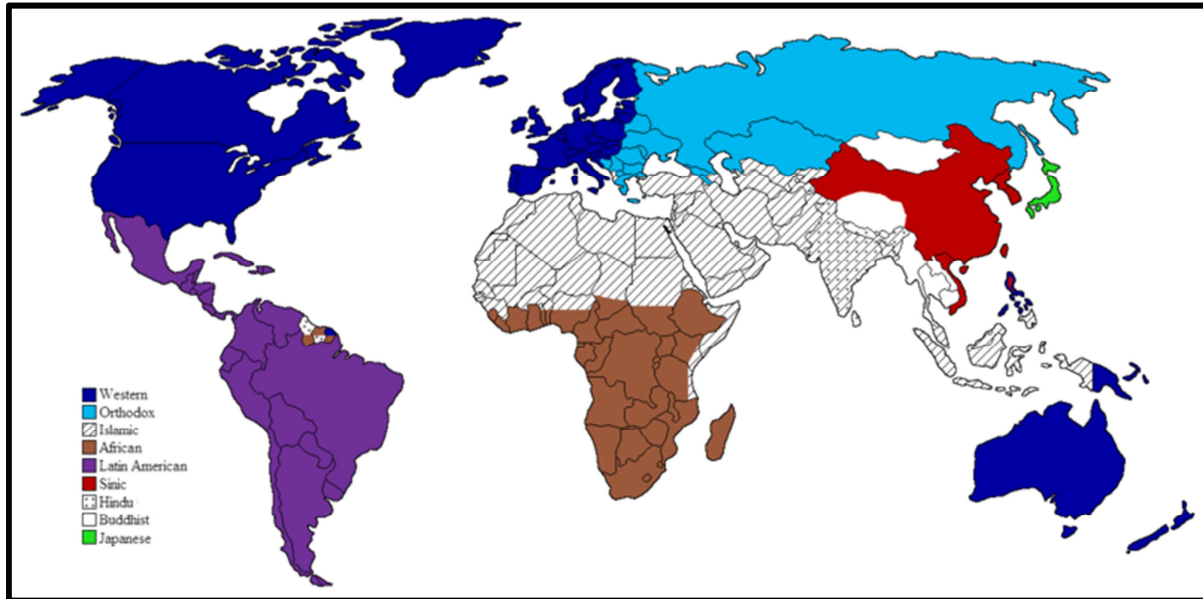 Western
Orthodox
Islamic
African
Latin American
Sinic
Hindu
Buddhist
Japanese